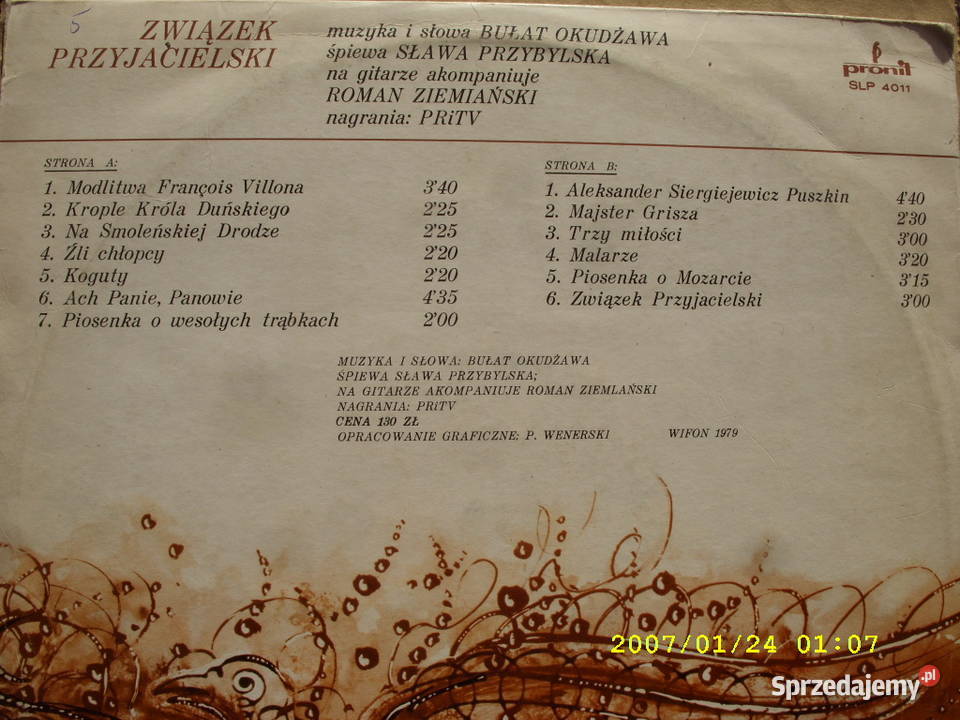 5
ZWIĄZEK
PRZYJACIELSKI
muzyka i słowa BUŁAT OKUDŻAWA
śpiewa SŁAWA PRZYBYLSKA
na gitarze akompaniuje
ROMAN ZIEMIAŃSKI
nagrania: PRiTV
pronit
SLP 4011
STRONA A:
1. Modlitwa François Villona 3'40
2. Krople Króla Duńskiego 2'25
3. Na Smoleńskiej Drodze 2'25
4. Źli chłopcy 2'20
5. Koguty 2'20
6. Ach Panie, Panowie 4'35
7. Piosenka o wesołych trąbkach 2'00
STRONA B:
1. Aleksander Siergiejewicz Puszkin 4'40
2. Majster Grisza 2'30
3. Trzy miłości 3'00
4. Malarze 3'20
5. Piosenka o Mozarcie 3'15
6. Związek Przyjacielski 3'00
MUZYKA I SŁOWA: BUŁAT OKUDŻAWA
ŚPIEWA SŁAWA PRZYBYLSKA;
NA GITARZE AKOMPANIUJE ROMAN ZIEMLAŃSKI
NAGRANIA: PRiTV
CENA 130 ZŁ
OPRACOWANIE GRAFICZNE: P. WENERSKI WIFON 1979
2007/01/24 01:07
Sprzedajemy.pl